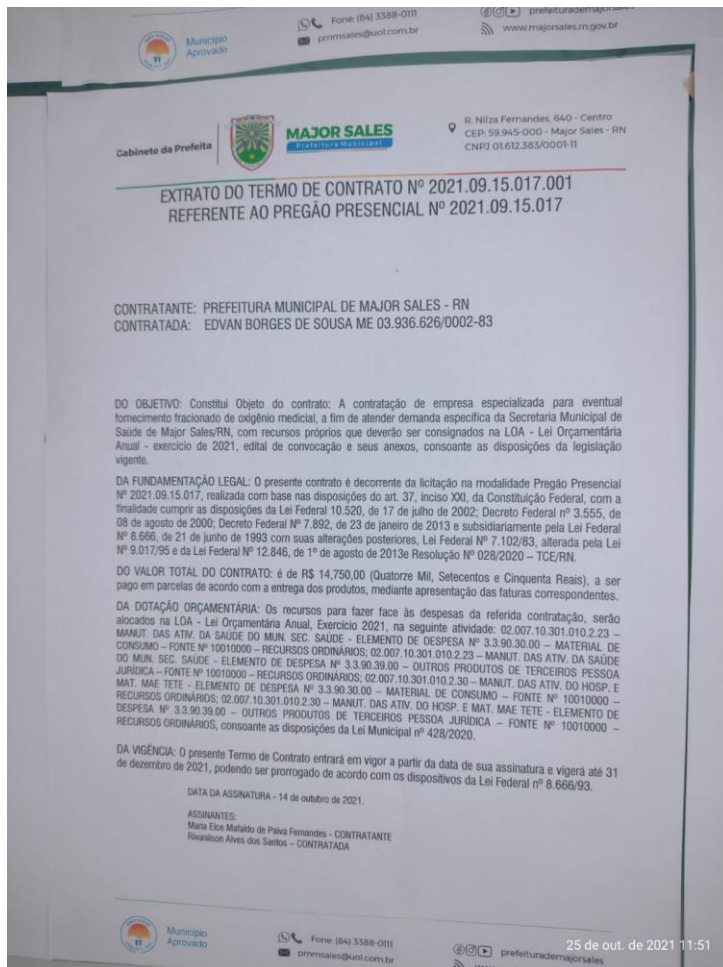 Município
Aprovado
Fone: (84) 3388-0111
pmmsales@uol.com.br
prefeiturademajorsales
www.majorsales.rn.gov.br
Gabinete da Prefeita
MAJOR SALES
Prefeitura Municipal
R. Nilza Fernandes, 640 - Centro
CEP: 59.945-000 - Major Sales - RN
CNPJ 01.612.383/0001-11
EXTRATO DO TERMO DE CONTRATO Nº 2021.09.15.017.001
REFERENTE AO PREGÃO PRESENCIAL Nº 2021.09.15.017
CONTRATANTE: PREFEITURA MUNICIPAL DE MAJOR SALES - RN
CONTRATADA: EDVAN BORGES DE SOUSA ME 03.936.626/0002-83
DO OBJETIVO: Constitui Objeto do contrato: A contratação de empresa especializada para eventual
fornecimento fracionado de oxigênio medicial, a fim de atender demanda específica da Secretaria Municipal de
Saúde de Major Sales/RN, com recursos próprios que deverão ser consignados na LOA - Lei Orçamentária
Anual - exercício de 2021, edital de convocação e seus anexos, consoante as disposições da legislação
vigente.
DA FUNDAMENTAÇÃO LEGAL: O presente contrato é decorrente da licitação na modalidade Pregão Presencial
Nº 2021.09.15.017, realizada com base nas disposições do art. 37, inciso XXI, da Constituição Federal, com a
finalidade cumprir as disposições da Lei Federal 10.520, de 17 de julho de 2002; Decreto Federal nº 3.555, de
08 de agosto de 2000; Decreto Federal Nº 7.892, de 23 de janeiro de 2013 e subsidiariamente pela Lei Federal
Nº 8.666, de 21 de junho de 1993 com suas alterações posteriores, Lei Federal Nº 7.102/83, alterada pela Lei
Nº 9.017/95 e da Lei Federal Nº 12.846, de 1º de agosto de 2013e Resolução Nº 028/2020 – TCE/RN.
DO VALOR TOTAL DO CONTRATO: é de R$ 14,750,00 (Quatorze Mil, Setecentos e Cinquenta Reais), a ser
pago em parcelas de acordo com a entrega dos produtos, mediante apresentação das faturas correspondentes.
DA DOTAÇÃO ORÇAMENTÁRIA: Os recursos para fazer face às despesas da referida contratação, serão
alocados na LOA - Lei Orçamentária Anual, Exercício 2021, na seguinte atividade: 02.007.10.301.010.2.23 –
MANUT. DAS ATIV. DA SAÚDE DO MUN. SEC. SAÚDE - ELEMENTO DE DESPESA Nº 3.3.90.30.00 – MATERIAL DE
CONSUMO – FONTE Nº 10010000 – RECURSOS ORDINÁRIOS; 02.007.10.301.010.2.23 – MANUT. DAS ATIV. DA SAÚDE
DO MUN. SEC. SAÚDE - ELEMENTO DE DESPESA Nº 3.3.90.39.00 – OUTROS PRODUTOS DE TERCEIROS PESSOA
JURÍDICA – FONTE Nº 10010000 – RECURSOS ORDINÁRIOS; 02.007.10.301.010.2.30 – MANUT. DAS ATIV. DO HOSP. E
MAT. MAE TETE - ELEMENTO DE DESPESA Nº 3.3.90.30.00 – MATERIAL DE CONSUMO – FONTE Nº 10010000 –
RECURSOS ORDINÁRIOS; 02.007.10.301.010.2.30 – MANUT. DAS ATIV. DO HOSP. E MAT. MAE TETE - ELEMENTO DE
DESPESA Nº 3.3.90.39.00 – OUTROS PRODUTOS DE TERCEIROS PESSOA JURÍDICA – FONTE Nº 10010000 –
RECURSOS ORDINÁRIOS, consoante as disposições da Lei Municipal nº 428/2020.
DA VIGÊNCIA: O presente Termo de Contrato entrará em vigor a partir da data de sua assinatura e vigerá até 31
de dezembro de 2021, podendo ser prorrogado de acordo com os dispositivos da Lei Federal nº 8.666/93.
DATA DA ASSINATURA - 14 de outubro de 2021.
ASSINANTES:
Maria Elce Mafaldo de Paiva Fernandes - CONTRATANTE
Rivanilson Alves dos Santos – CONTRATADA
Município
Aprovado
Fone: (84) 3388-0111
pmmsales@uol.com.br
prefeiturademajorsales
25 de out. de 2021 11:51